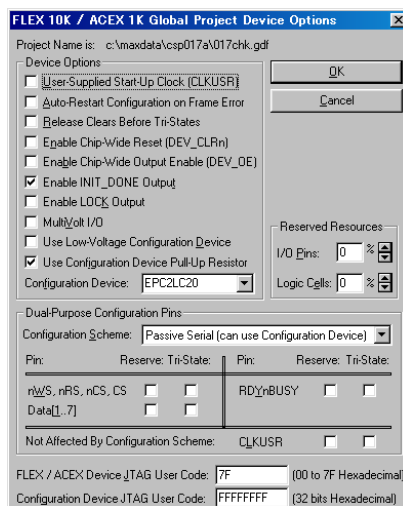 FLEX 10K / ACEX 1K Global Project Device Options
Project Name is: c:\maxdata\csp017a\017chk.gdf
Device Options
User-Supplied Start-Up Clock (CLKUSR)
Auto-Restart Configuration on Frame Error
Release Clears Before Tri-States
Enable Chip-Wide Reset (DEV_CLRn)
Enable Chip-Wide Output Enable (DEV_OE)
Enable INIT_DONE Output
Enable LOCK Output
MultiVolt I/O
Use Low-Voltage Configuration Device
Use Configuration Device Pull-Up Resistor
Configuration Device: EPC2LC20
OK
Cancel
Reserved Resources
I/O Pins: 0 %
Logic Cells: 0 %
Dual-Purpose Configuration Pins
Configuration Scheme: Passive Serial (can use Configuration Device)
Pin: Reserve: Tri-State: Pin: Reserve: Tri-State:
nWS, nRS, nCS, CS RDYnBUSY
Data[1..7]
Not Affected By Configuration Scheme: CLKUSR
FLEX / ACEX Device JTAG User Code: 7F (00 to 7F Hexadecimal)
Configuration Device JTAG User Code: FFFFFFFF (32 bits Hexadecimal)